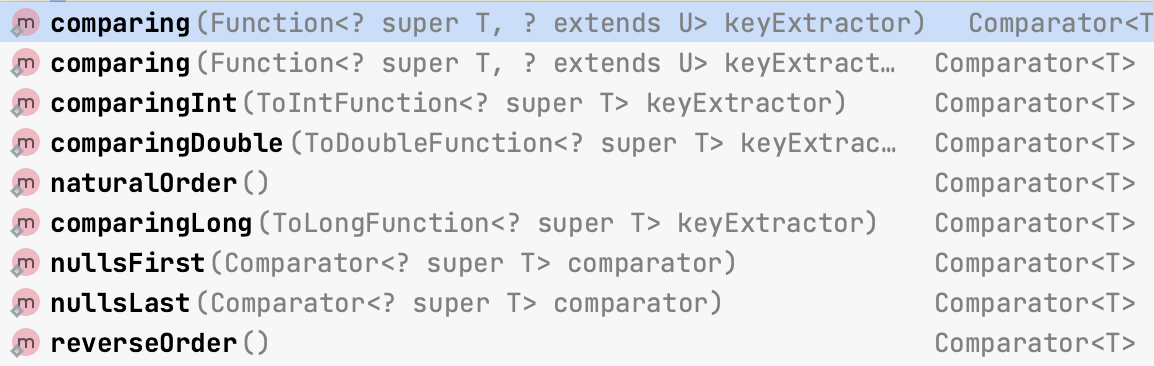 m comparing(Function<? super T, ? extends U> keyExtractor) Comparator<T
m comparing(Function<? super T, ? extends U> keyExtract… Comparator<T>
m comparingInt(ToIntFunction<? super T> keyExtractor) Comparator<T>
m comparingDouble(ToDoubleFunction<? super T> keyExtrac… Comparator<T>
m naturalOrder() Comparator<T>
m comparingLong(ToLongFunction<? super T> keyExtractor) Comparator<T>
m nullsFirst(Comparator<? super T> comparator) Comparator<T>
m nullsLast(Comparator<? super T> comparator) Comparator<T>
m reverseOrder() Comparator<T>